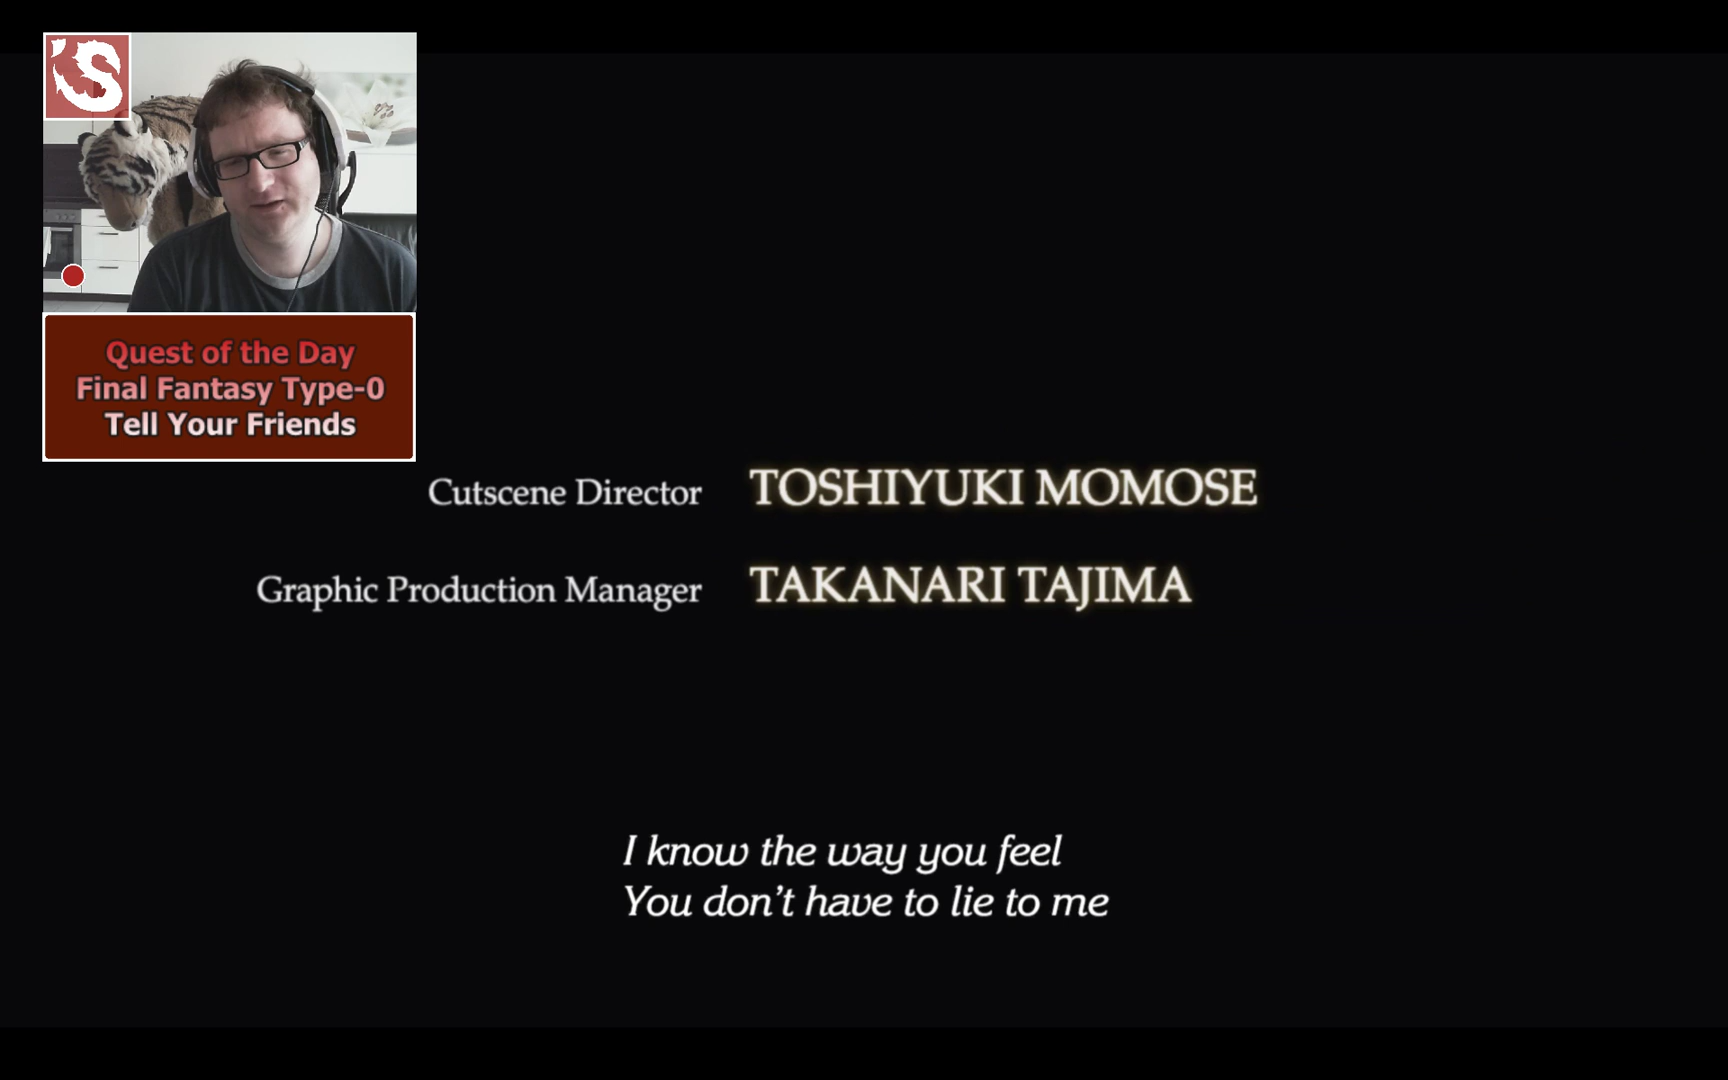 S
Quest of the Day
Final Fantasy Type-0
Tell Your Friends
Cutscene Director TOSHIYUKI MOMOSE
Graphic Production Manager TAKANARI TAJIMA
I know the way you feel
You don't have to lie to me